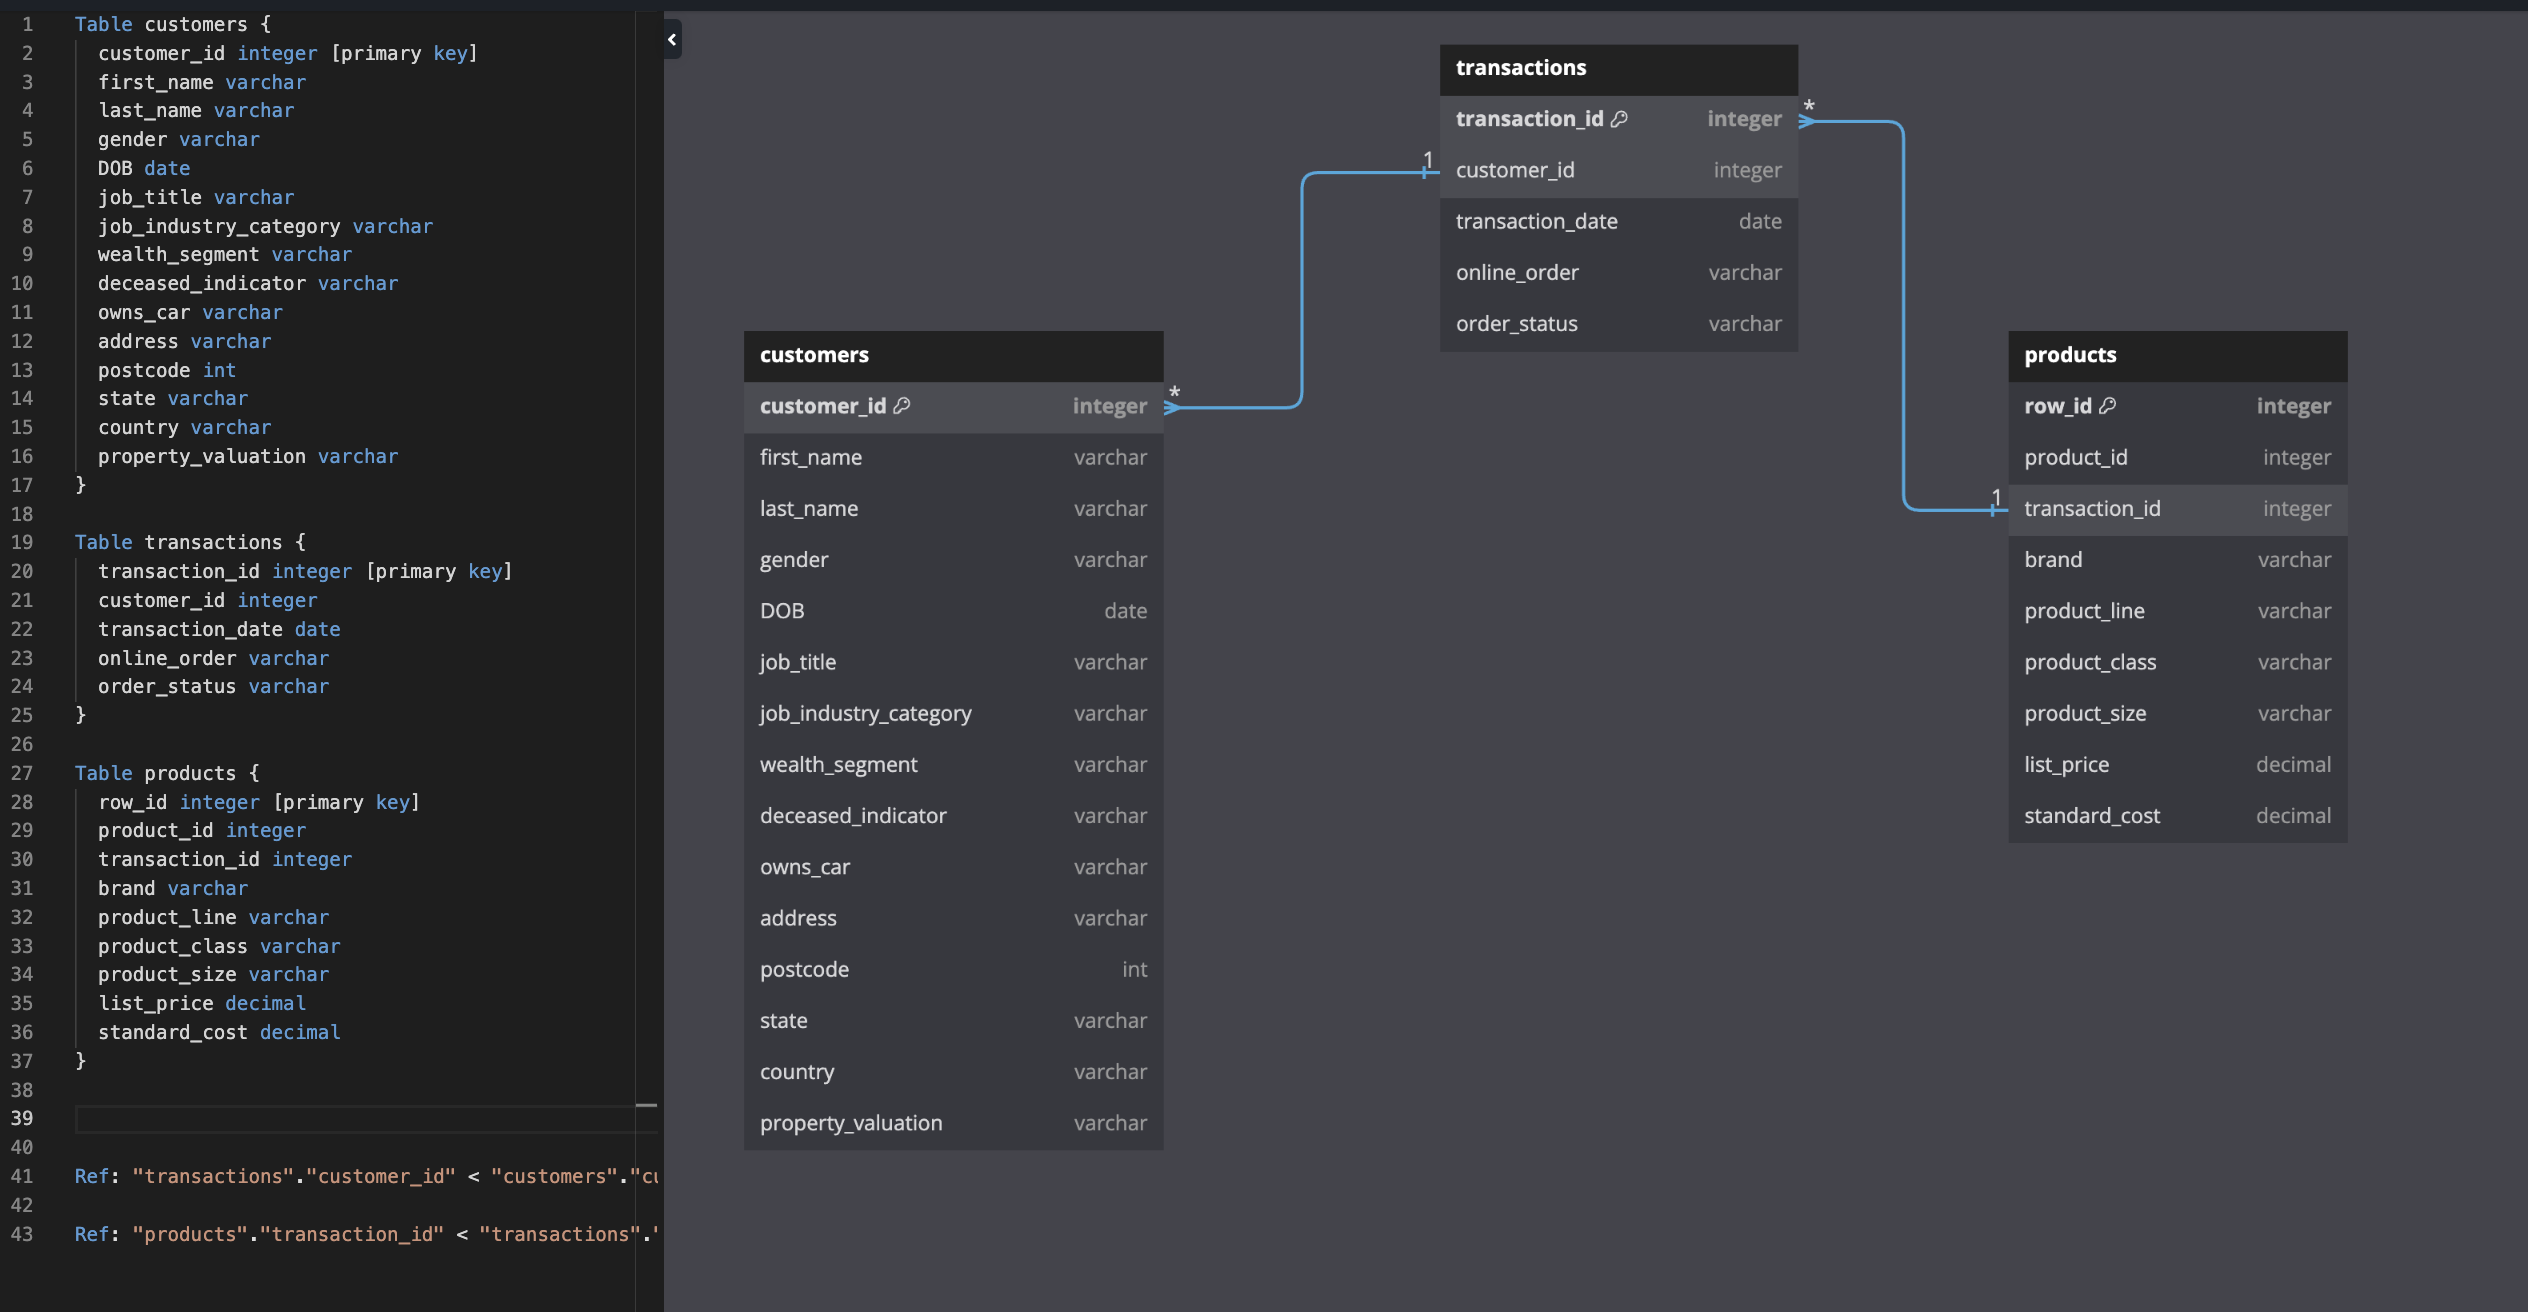 1 Table customers {
2 customer_id integer [primary key]
3 first_name varchar
4 last_name varchar
5 gender varchar
6 DOB date
7 job_title varchar
8 job_industry_category varchar
9 wealth_segment varchar
10 deceased_indicator varchar
11 owns_car varchar
12 address varchar
13 postcode int
14 state varchar
15 country varchar
16 property_valuation varchar
17 }
18
19 Table transactions {
20 transaction_id integer [primary key]
21 customer_id integer
22 transaction_date date
23 online_order varchar
24 order_status varchar
25 }
26
27 Table products {
28 row_id integer [primary key]
29 product_id integer
30 transaction_id integer
31 brand varchar
32 product_line varchar
33 product_class varchar
34 product_size varchar
35 list_price decimal
36 standard_cost decimal
37 }
38
39
40
41 Ref: "transactions"."customer_id" < "customers"."cu
42
43 Ref: "products"."transaction_id" < "transactions"."
customers
customer_id integer *
first_name varchar
last_name varchar
gender varchar
DOB date
job_title varchar
job_industry_category varchar
wealth_segment varchar
deceased_indicator varchar
owns_car varchar
address varchar
postcode int
state varchar
country varchar
property_valuation varchar
transactions
transaction_id integer *
1 customer_id integer
transaction_date date
online_order varchar
order_status varchar
products
row_id integer
product_id integer
1 transaction_id integer
brand varchar
product_line varchar
product_class varchar
product_size varchar
list_price decimal
standard_cost decimal